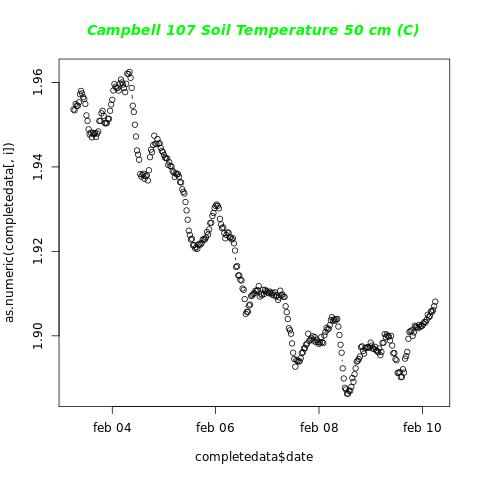 Campbell 107 Soil Temperature 50 cm (C)
as.numeric(completedata[, i])
1.96
1.94
1.92
1.90
feb 04 feb 06 feb 08 feb 10
completedata$date